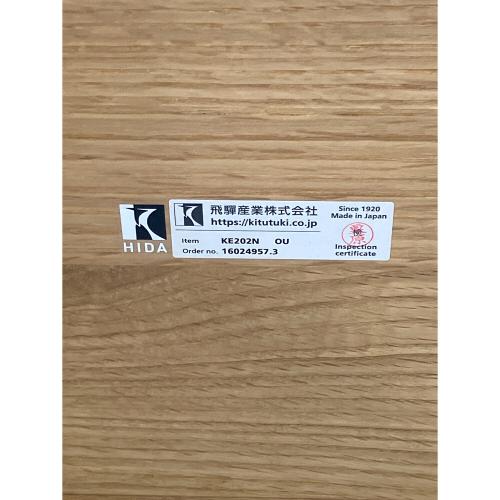 HIDA
飛驒産業株式会社
https://kitutuki.co.jp
Item KE202N OU
Order no. 16024957.3
Since 1920
Made in Japan
Inspection
certificate